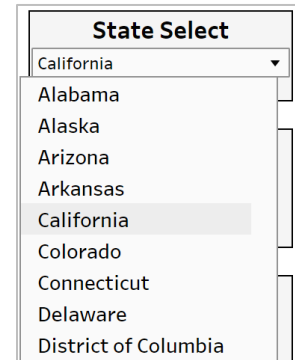 State Select
California
Alabama
Alaska
Arizona
Arkansas
California
Colorado
Connecticut
Delaware
District of Columbia